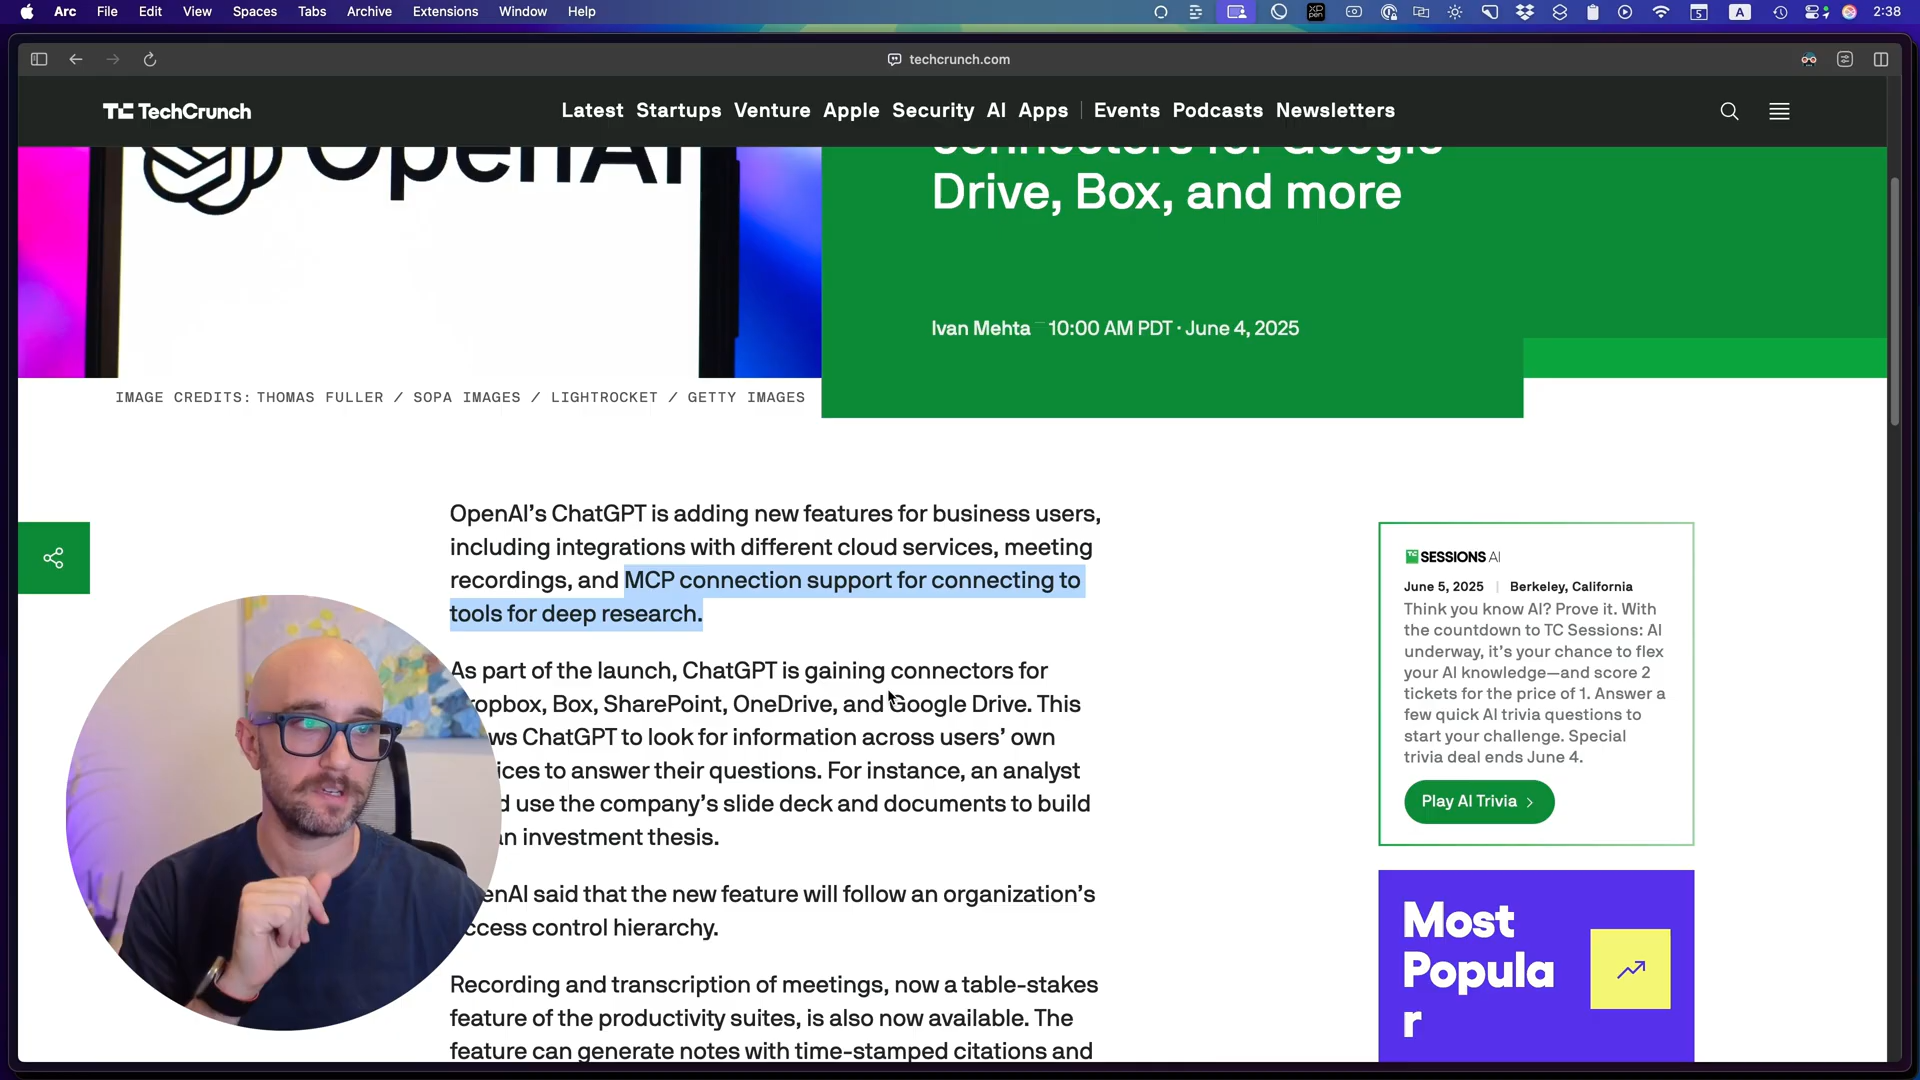 Arc File Edit View Spaces Tabs Archive Extensions Window Help
XP PEN
5
A
2:38
techcrunch.com
TechCrunch
Latest Startups Venture Apple Security AI Apps Events Podcasts Newsletters
OpenAI
connectors for Google
Drive, Box, and more
Ivan Mehta — 10:00 AM PDT · June 4, 2025
IMAGE CREDITS: THOMAS FULLER / SOPA IMAGES / LIGHTROCKET / GETTY IMAGES
OpenAI’s ChatGPT is adding new features for business users,
including integrations with different cloud services, meeting
recordings, and MCP connection support for connecting to
tools for deep research.
As part of the launch, ChatGPT is gaining connectors for
ropbox, Box, SharePoint, OneDrive, and Google Drive. This
ws ChatGPT to look for information across users’ own
ices to answer their questions. For instance, an analyst
d use the company’s slide deck and documents to build
an investment thesis.
enAI said that the new feature will follow an organization’s
ccess control hierarchy.
Recording and transcription of meetings, now a table-stakes
feature of the productivity suites, is also now available. The
feature can generate notes with time-stamped citations and
TC SESSIONS AI
June 5, 2025 | Berkeley, California
Think you know AI? Prove it. With
the countdown to TC Sessions: AI
underway, it’s your chance to flex
your AI knowledge—and score 2
tickets for the price of 1. Answer a
few quick AI trivia questions to
start your challenge. Special
trivia deal ends June 4.
Play AI Trivia
Most
Popula
r